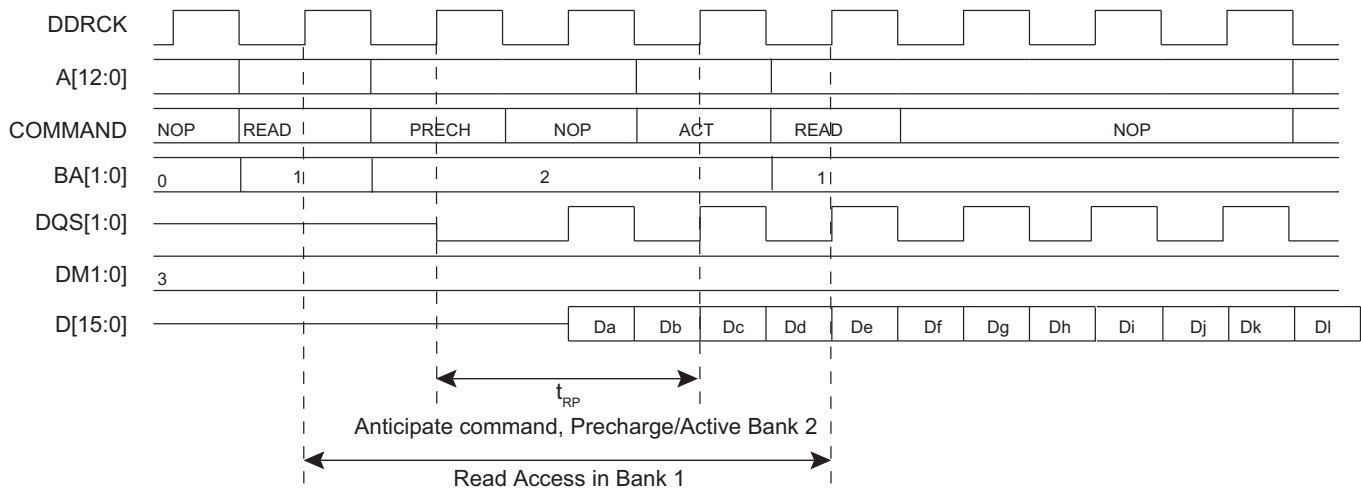 DDRCK
A[12:0]
COMMAND NOP READ PRECH NOP ACT READ NOP
BA[1:0] 0 1 2 1
DQS[1:0]
DM1:0] 3
D[15:0] Da Db Dc Dd De Df Dg Dh Di Dj Dk Dl
tRP
Anticipate command, Precharge/Active Bank 2
Read Access in Bank 1